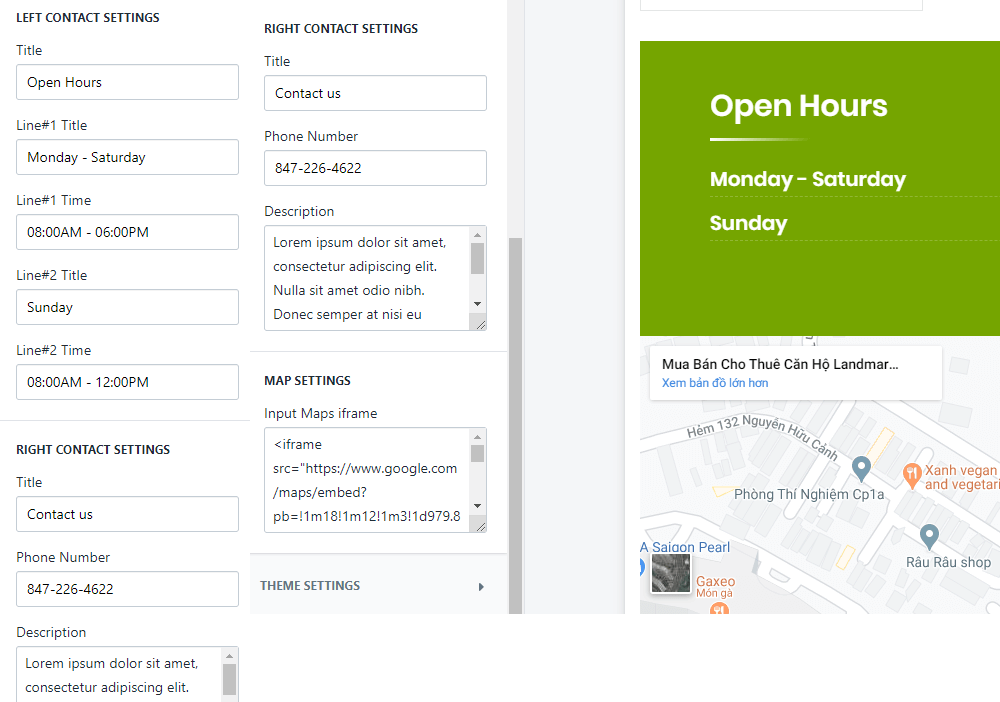 LEFT CONTACT SETTINGS
Title
Open Hours
Line#1 Title
Monday - Saturday
Line#1 Time
08:00AM - 06:00PM
Line#2 Title
Sunday
Line#2 Time
08:00AM - 12:00PM
RIGHT CONTACT SETTINGS
Title
Contact us
Phone Number
847-226-4622
Description
Lorem ipsum dolor sit amet,
consectetur adipiscing elit.
RIGHT CONTACT SETTINGS
Title
Contact us
Phone Number
847-226-4622
Description
Lorem ipsum dolor sit amet,
consectetur adipiscing elit.
Nulla sit amet odio nibh.
Donec semper at nisi eu
MAP SETTINGS
Input Maps iframe
<iframe
src="https://www.google.com
/maps/embed?
pb=!1m18!1m12!1m3!1d979.8
THEME SETTINGS
Open Hours
Monday - Saturday
Sunday
Mua Bán Cho Thuê Căn Hộ Landmar...
Xem bản đồ lớn hơn
Hẻm 132 Nguyễn Hữu Cảnh
Xanh vegan
and vegetari
Phòng Thí Nghiệm Cp1a
Râu Râu shop
A Saigon Pearl
Gaxeo
Món gà